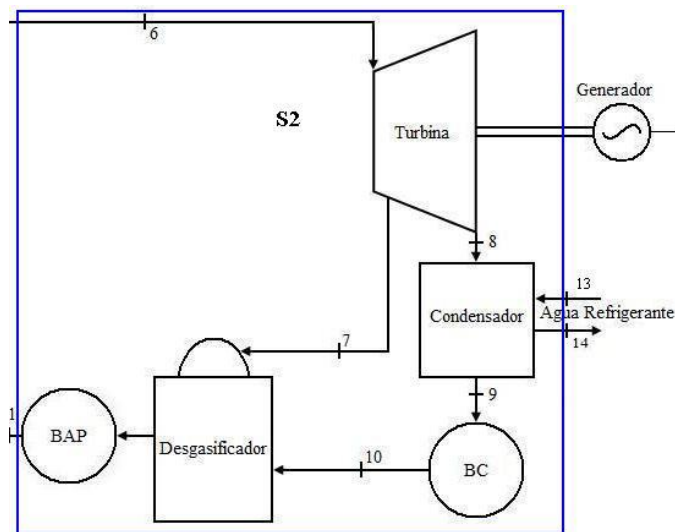 6
Generador
S2
Turbina
8
13
Agua Refrigerante
Condensador
14
7
9
1
BAP
Desgasificador
10
BC